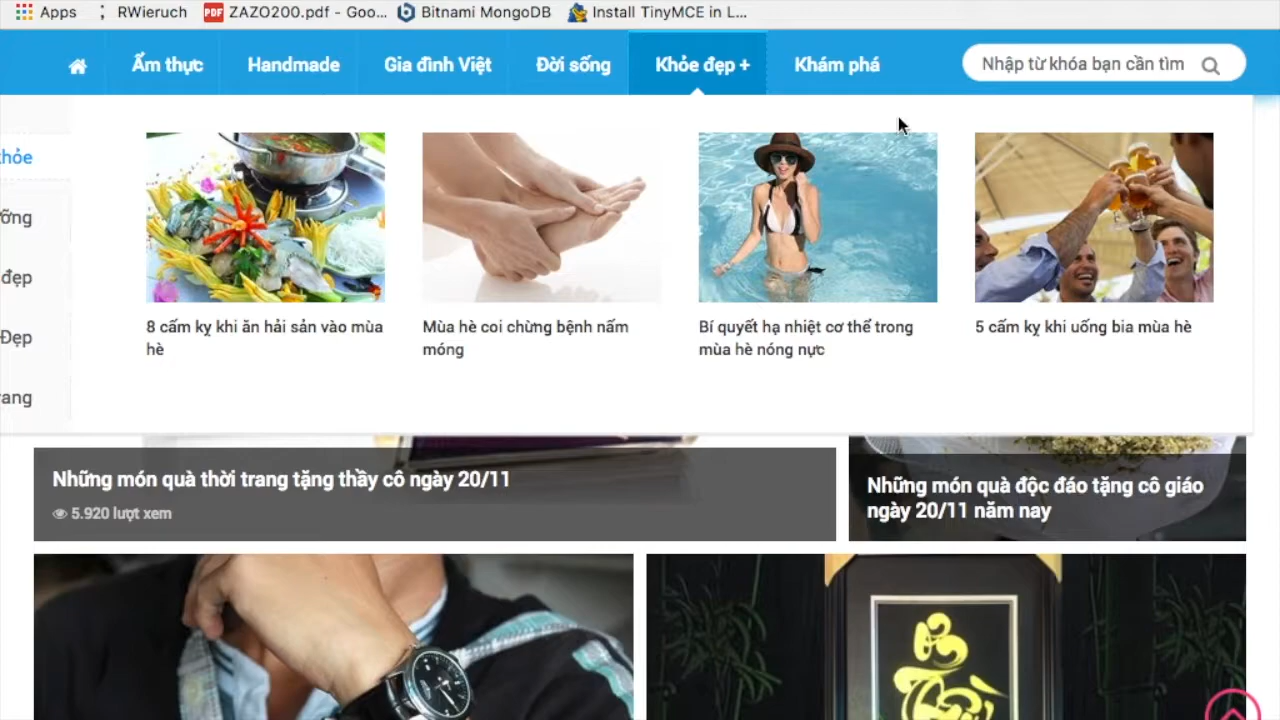 Apps
RWieruch
PDF
ZAZO200.pdf - Goo...
Bitnami MongoDB
Install TinyMCE in L...
Ẩm thực
Handmade
Gia đình Việt
Đời sống
Khỏe đẹp +
Khám phá
Nhập từ khóa bạn cần tìm
khỏe
ưỡng
đẹp
Đẹp
rang
8 cấm kỵ khi ăn hải sản vào mùa
hè
Mùa hè coi chừng bệnh nấm
móng
Bí quyết hạ nhiệt cơ thể trong
mùa hè nóng nực
5 cấm kỵ khi uống bia mùa hè
Những món quà thời trang tặng thầy cô ngày 20/11
5.920 lượt xem
Những món quà độc đáo tặng cô giáo
ngày 20/11 năm nay